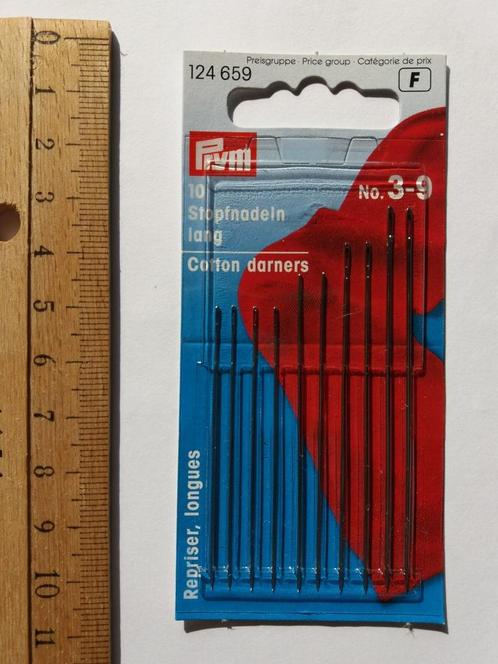 Preisgruppe · Price group · Catégorie de prix
124 659
F
Prym
10
Stopfnadeln
lang
No. 3-9
Cotton darners
Repriser, longues
0
1
2
3
4
5
6
7
8
9
10
11